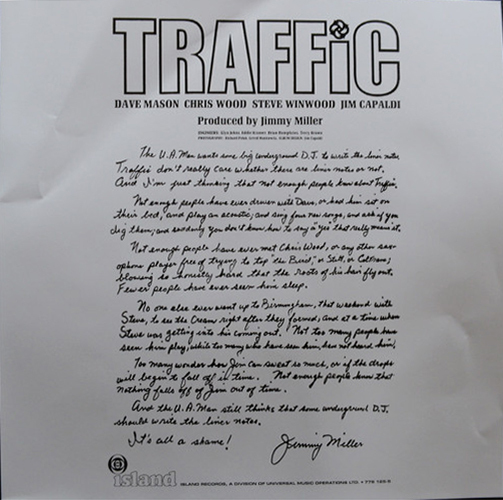 TRAFFiC
DAVE MASON CHRIS WOOD STEVE WINWOOD JIM CAPALDI
Produced by Jimmy Miller
The U.A. Man wants some big underground D.J. to write the liner notes.
Traffic don't really care whether there are liner notes or not.
And I'm just thinking that not enough people know about Traffic.
Not enough people have ever driven with Dave, or had him sit on
their bed, and play an acoustic, and sing four new songs, and ask if you
dig them, and suddenly you don't know how to say a "yes" that really means it.
Not enough people have ever met Chris Wood, or any other sax-
ophone player free of trying to top 'the Bird', or Stitt, or Coltrane;
blowing so honestly hard that the roots of his hair fly out.
Fewer people have ever seen him sleep.
No one else ever went up to Birmingham, that weekend with
Steve, to see the Cream, right after they formed, and at a time when
Steve was getting into his coming out. Not too many people have
seen him play, while too many who have seen him, have not heard him.
Too many wonder how Jim can sweat so much, or if the drops
will begin to fall off in time. Not enough people know that
nothing falls off of Jim out of time.
And the U.A. Man still thinks that some underground D.J.
should write the liner notes.
It's all a shame!
Jimmy Miller
island
ISLAND RECORDS, A DIVISION OF UNIVERSAL MUSIC OPERATIONS LTD.